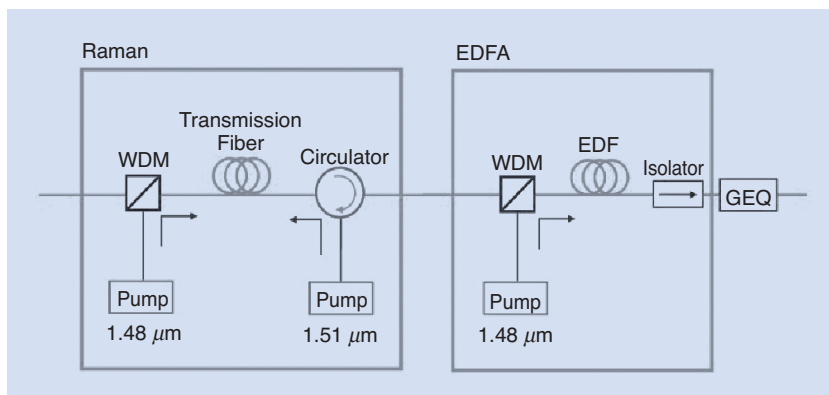 Raman
EDFA
Transmission
Fiber
WDM
Circulator
WDM
EDF
Isolator
GEQ
Pump
Pump
Pump
1.48 μm
1.51 μm
1.48 μm